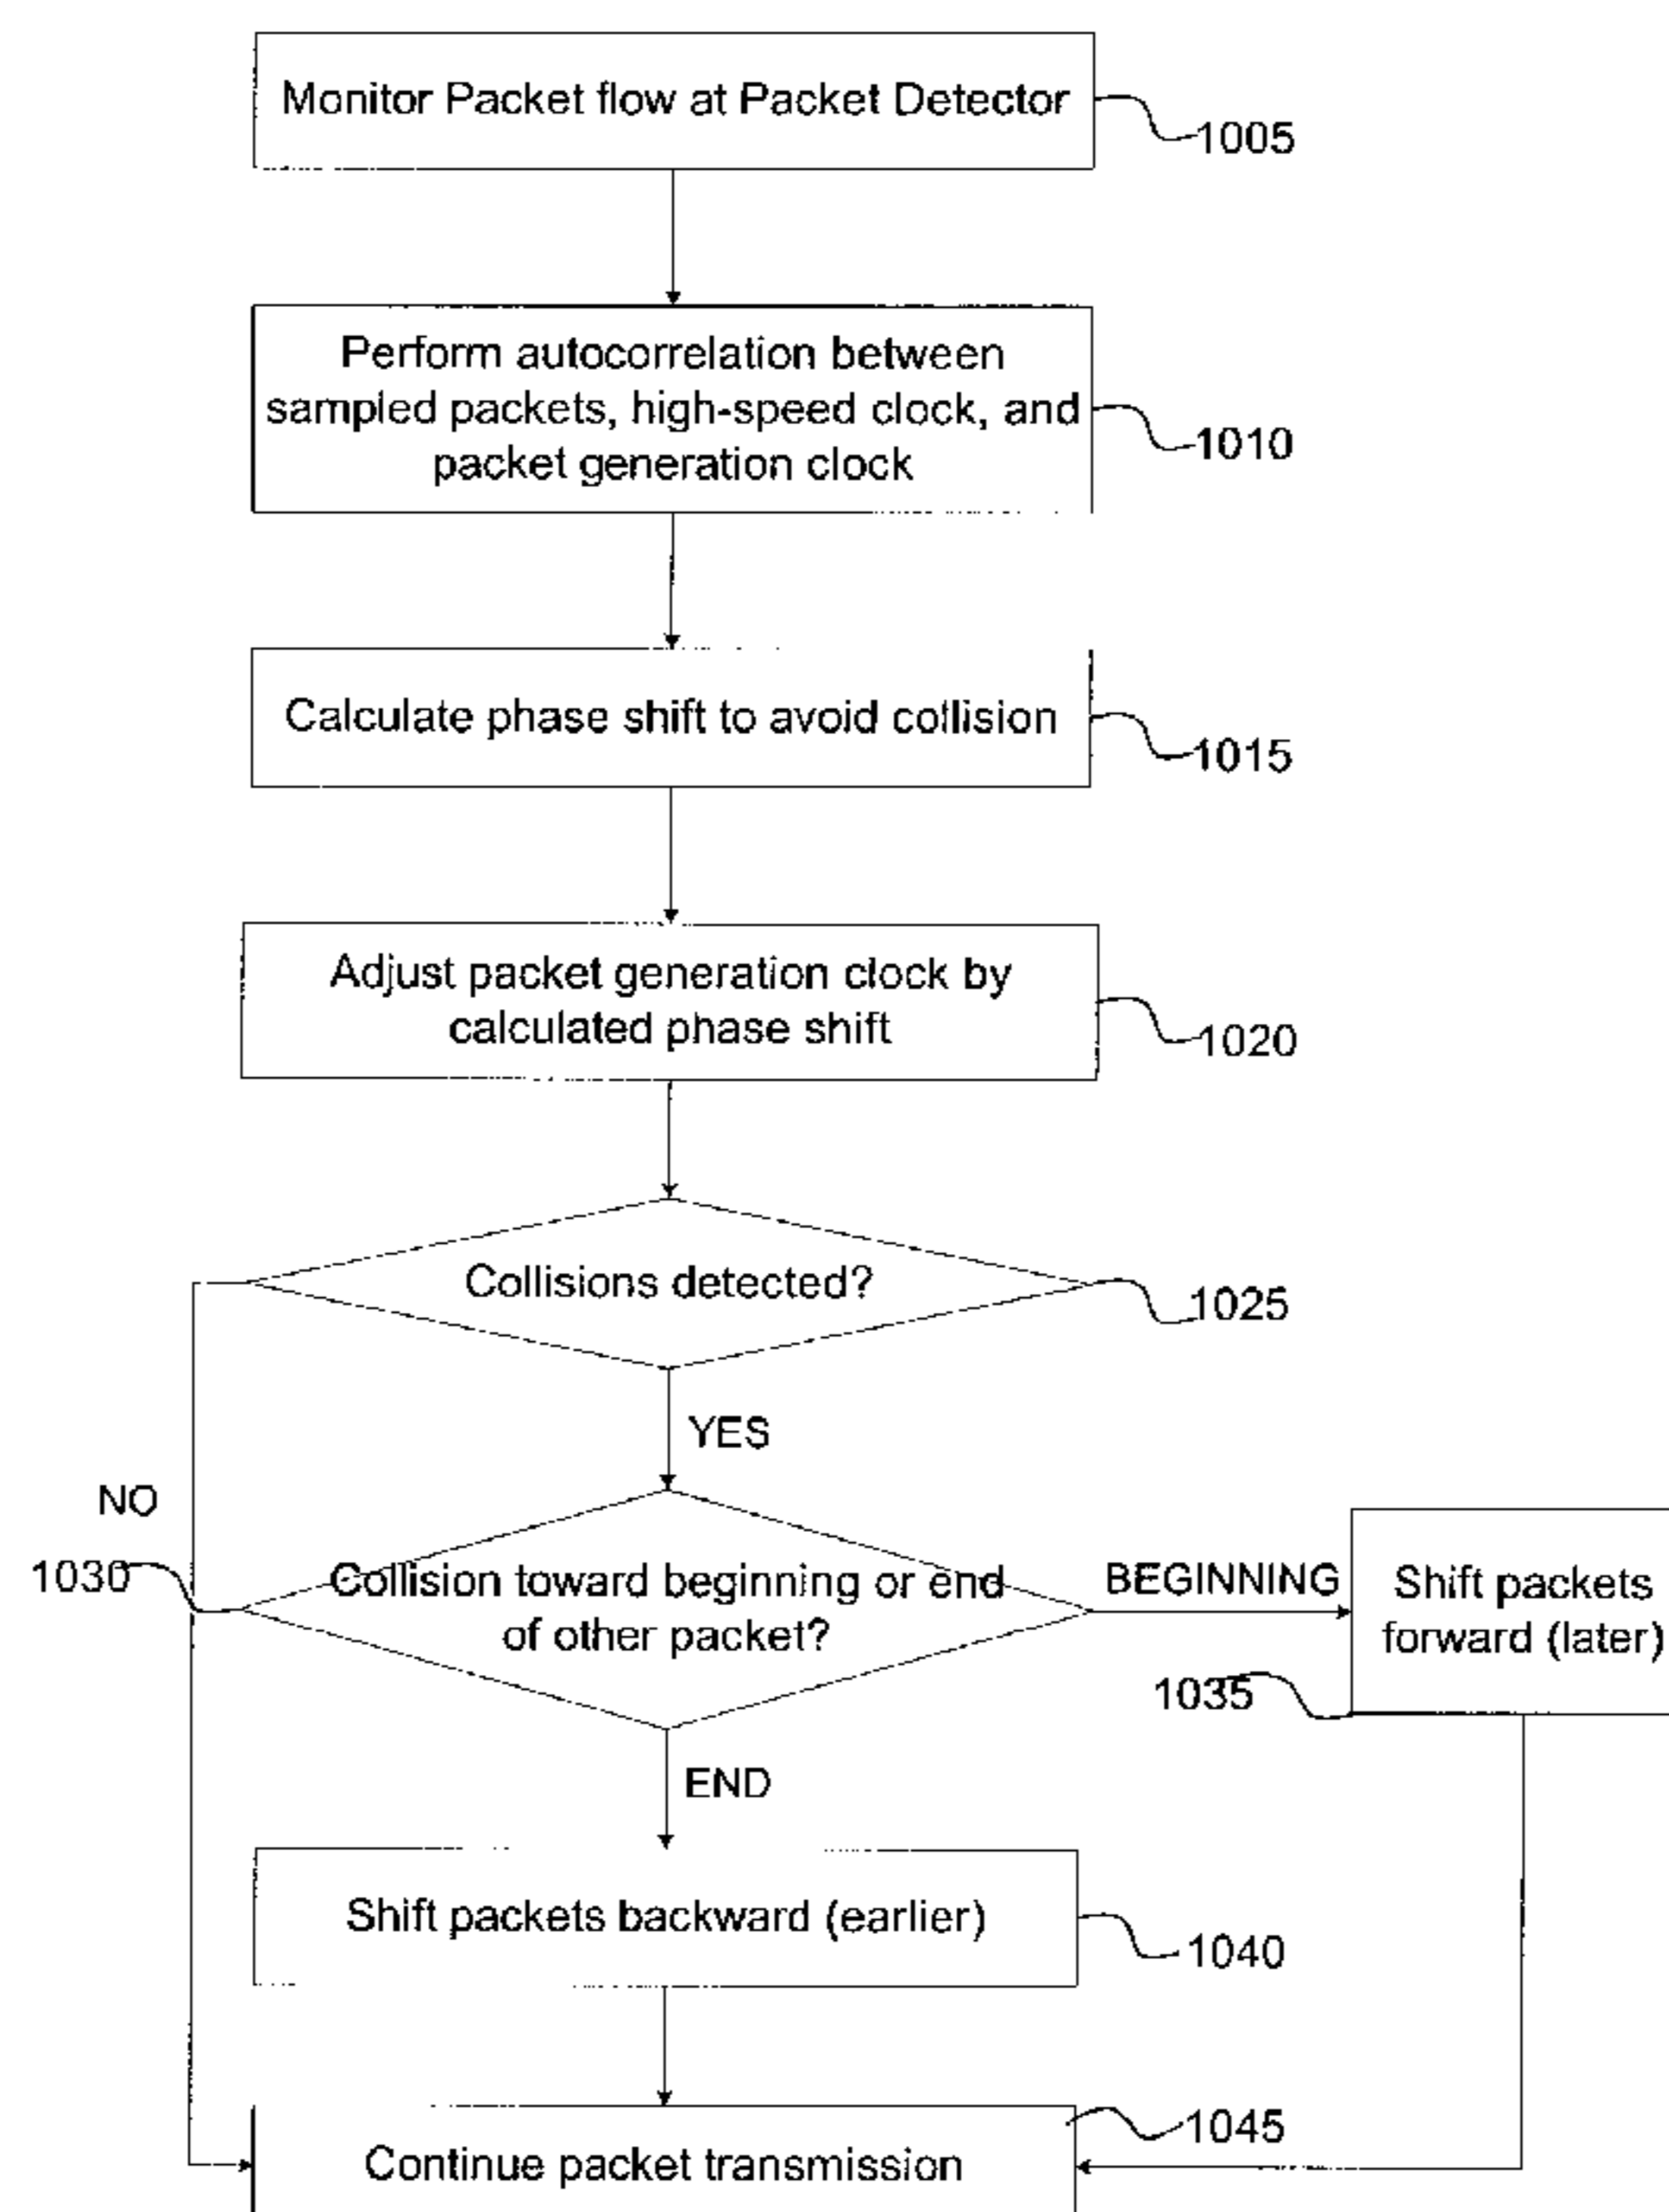 Monitor Packet flow at Packet Detector
1005
Perform autocorrelation between
sampled packets, high-speed clock, and
packet generation clock
1010
Calculate phase shift to avoid collision
1015
Adjust packet generation clock by
calculated phase shift
1020
Collisions detected?
1025
YES
NO
1030
Collision toward beginning or end
of other packet?
BEGINNING
Shift packets
forward (later)
1035
END
Shift packets backward (earlier)
1040
1045
Continue packet transmission